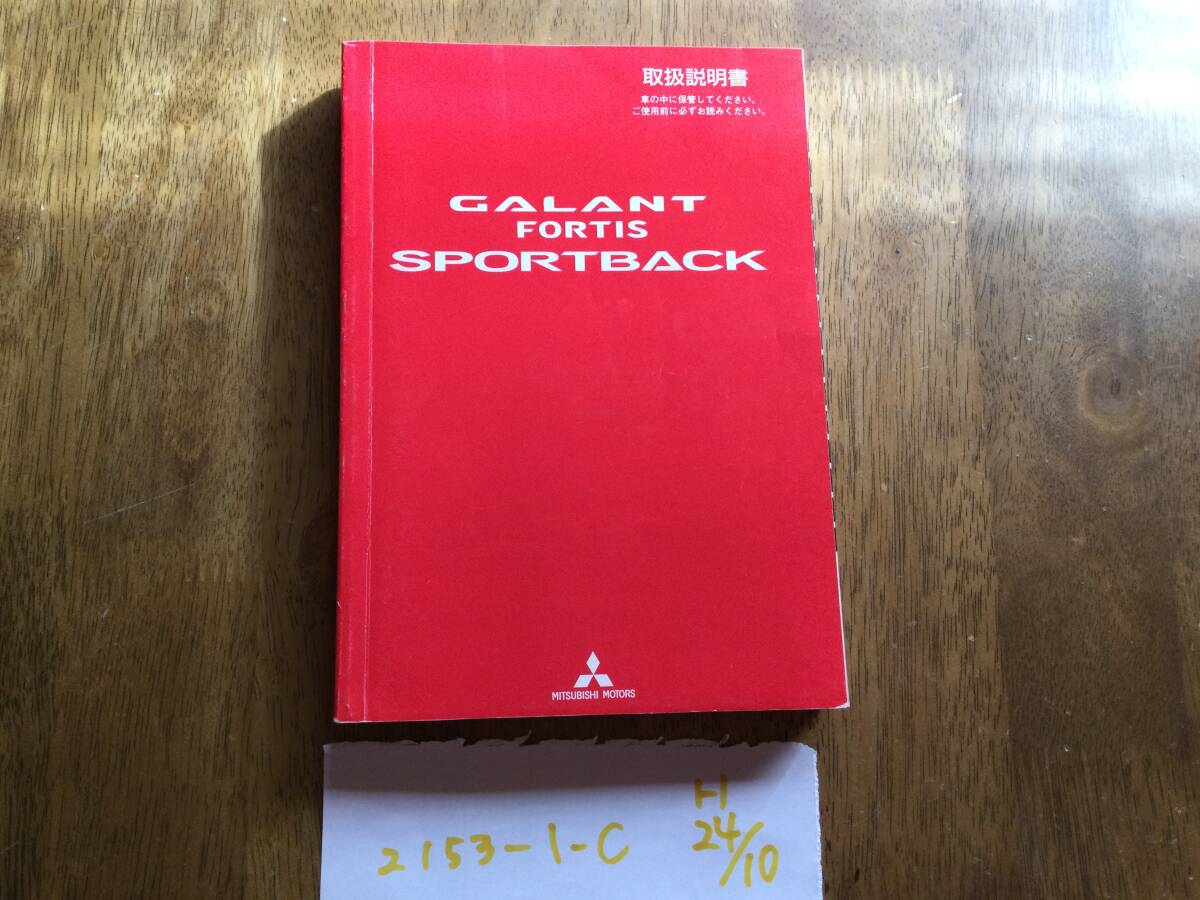 取扱説明書
車の中に保管してください。
ご使用前に必ずお読みください。
GALANT
FORTIS
SPORTBACK
MITSUBISHI MOTORS
2153-1-C
H
24/10